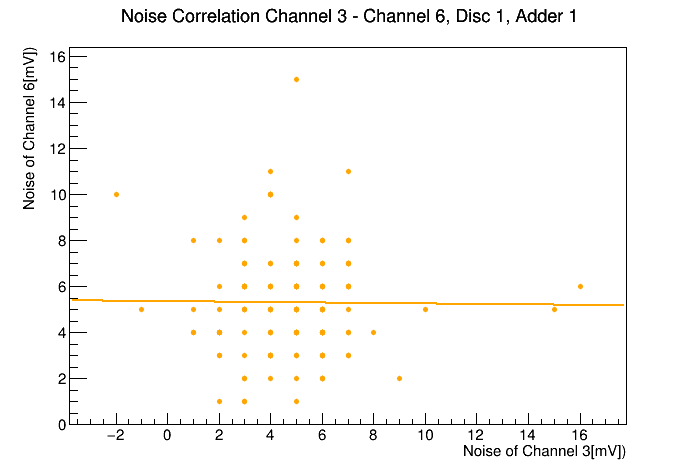 Noise Correlation Channel 3 - Channel 6, Disc 1, Adder 1
Noise of Channel 6[mV])
16
14
12
10
8
6
4
2
0
−2 0 2 4 6 8 10 12 14 16
Noise of Channel 3[mV])